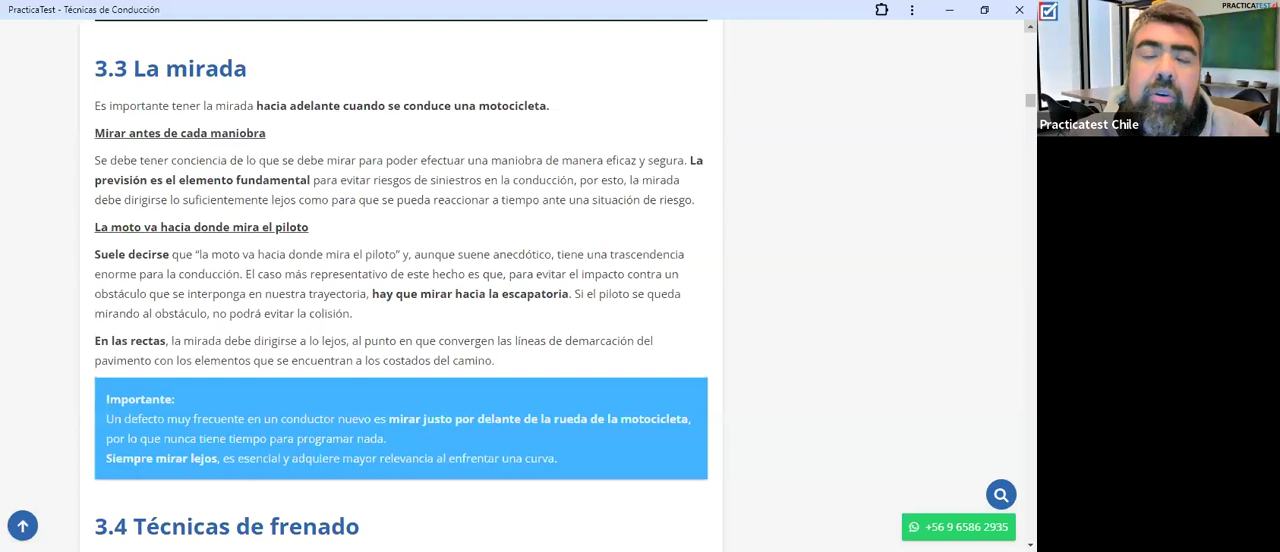 PracticaTest - Técnicas de Conducción
PRACTICATEST
3.3 La mirada
Es importante tener la mirada hacia adelante cuando se conduce una motocicleta.
Practicatest Chile
Mirar antes de cada maniobra
Se debe tener conciencia de lo que se debe mirar para poder efectuar una maniobra de manera eficaz y segura. La
previsión es el elemento fundamental para evitar riesgos de siniestros en la conducción, por esto, la mirada
debe dirigirse lo suficientemente lejos como para que se pueda reaccionar a tiempo ante una situación de riesgo.
La moto va hacia donde mira el piloto
Suele decirse que “la moto va hacia donde mira el piloto” y, aunque suene anecdótico, tiene una trascendencia
enorme para la conducción. El caso más representativo de este hecho es que, para evitar el impacto contra un
obstáculo que se interponga en nuestra trayectoria, hay que mirar hacia la escapatoria. Si el piloto se queda
mirando al obstáculo, no podrá evitar la colisión.
En las rectas, la mirada debe dirigirse a lo lejos, al punto en que convergen las líneas de demarcación del
pavimento con los elementos que se encuentran a los costados del camino.
Importante:
Un defecto muy frecuente en un conductor nuevo es mirar justo por delante de la rueda de la motocicleta,
por lo que nunca tiene tiempo para programar nada.
Siempre mirar lejos, es esencial y adquiere mayor relevancia al enfrentar una curva.
3.4 Técnicas de frenado
+56 9 6586 2935